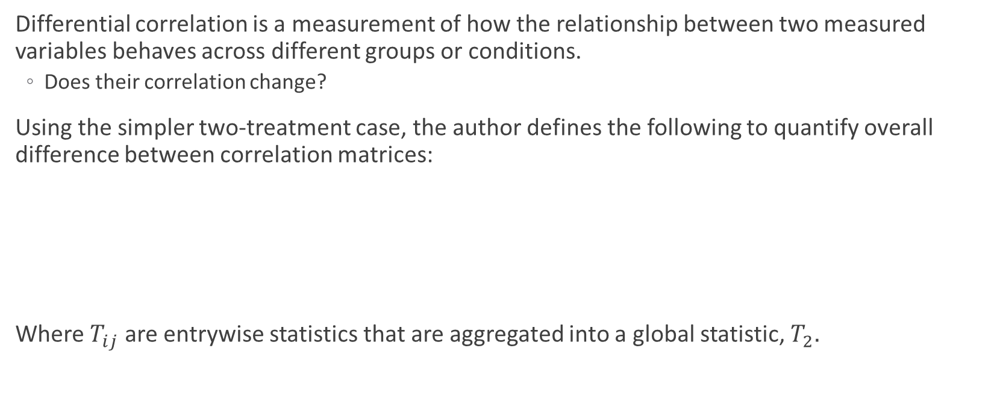 Differential correlation is a measurement of how the relationship between two measured
variables behaves across different groups or conditions.
◦ Does their correlation change?
Using the simpler two-treatment case, the author defines the following to quantify overall
difference between correlation matrices:
Where $T_{ij}$ are entrywise statistics that are aggregated into a global statistic, $T_2$.